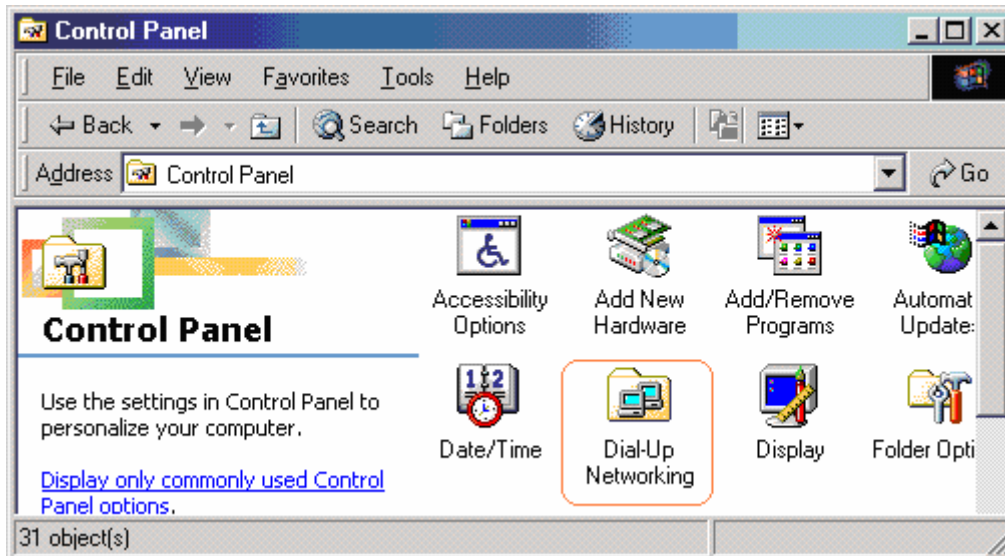 Control Panel
File Edit View Favorites Tools Help
Back Search Folders History
Address Control Panel Go
Control Panel
Use the settings in Control Panel to
personalize your computer.
Display only commonly used Control
Panel options.
Accessibility
Options
Add New
Hardware
Add/Remove
Programs
Automat
Update
Date/Time
Dial-Up
Networking
Display
Folder Opti
31 object(s)